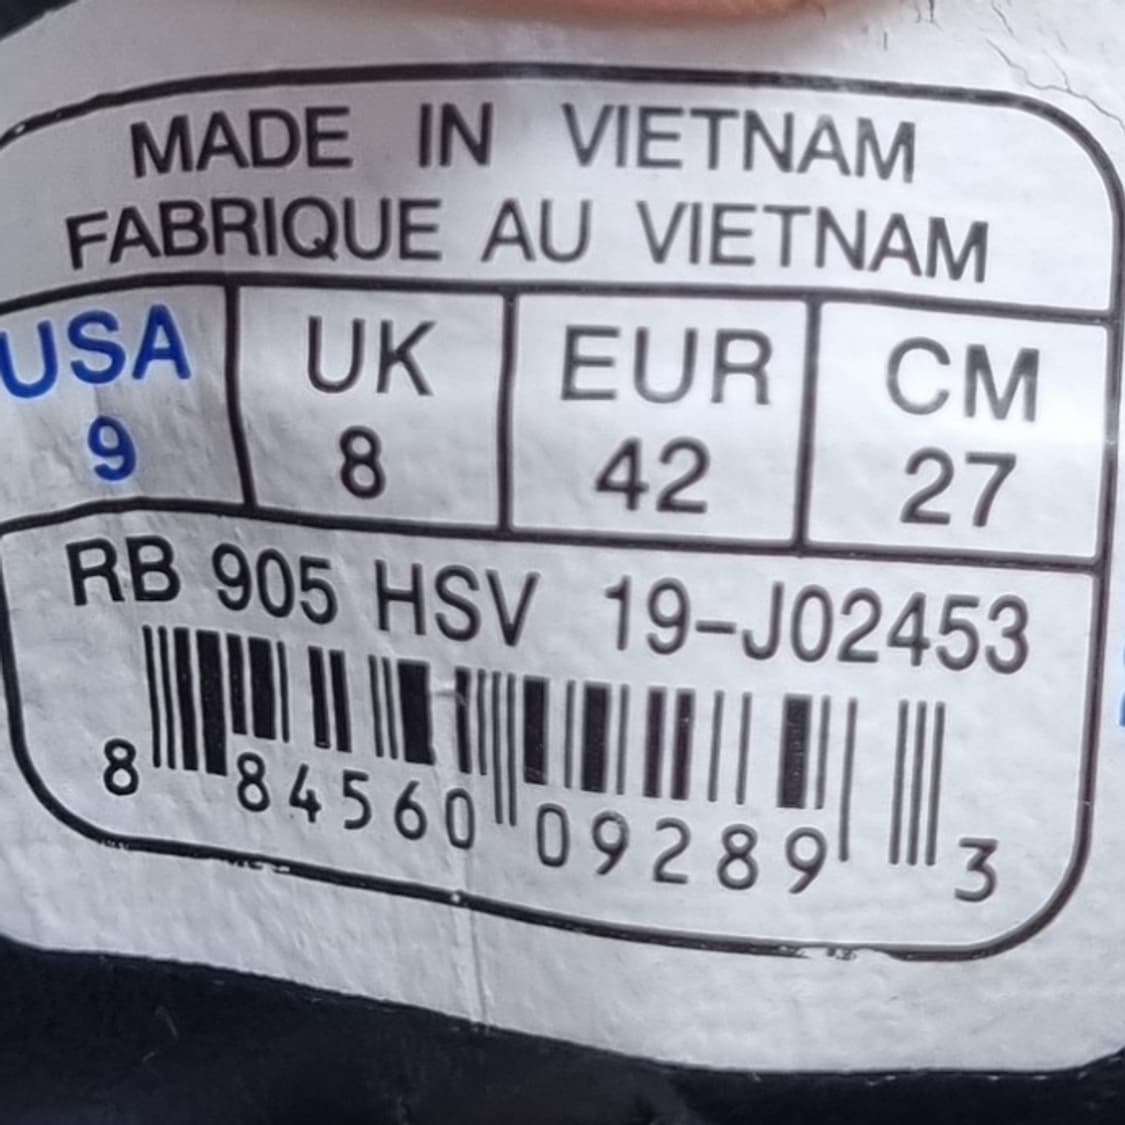 MADE IN VIETNAM
FABRIQUE AU VIETNAM
USA UK EUR CM
9 8 42 27
RB 905 HSV 19-J02453
8 84560 09289 3